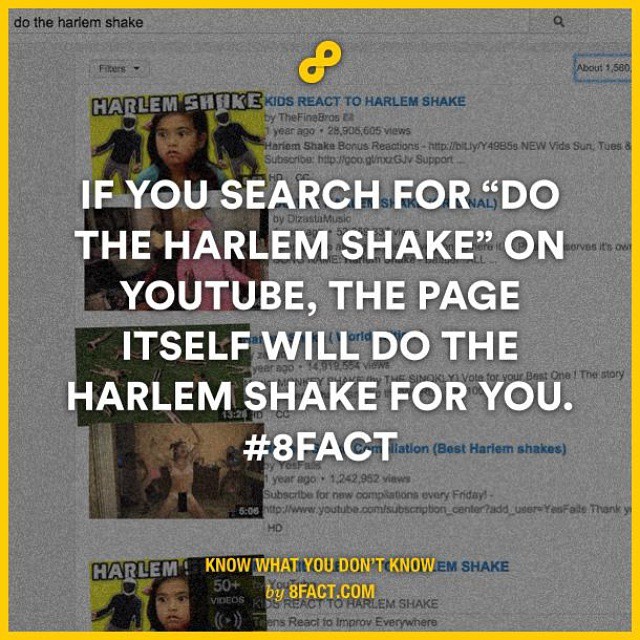 do the harlem shake
Filters
About 1,560
HARLEM SHAKE
KIDS REACT TO HARLEM SHAKE
by TheFineBros
1 year ago • 28,905,605 views
Harlem Shake Bonus Reactions - http://bit.ly/Y49B5s NEW Vids Sun, Tues &
Subscribe: http://goo.gl/mxzGJv Support ...
HD CC
IF YOU SEARCH FOR “DO
THE HARLEM SHAKE” ON
YOUTUBE, THE PAGE
ITSELF WILL DO THE
HARLEM SHAKE FOR YOU.
#8FACT
by DizastaMusic
serves it's own
year ago • 14,919,554 views
Vote for your Best One ! The story
13:28
CC
(Best Harlem shakes)
by YesFails
1 year ago • 1,242,952 views
Subscribe for new compilations every Friday! -
http://www.youtube.com/subscription_center?add_user=YesFails Thank y
5:06
HD
HARLEM
KNOW WHAT YOU DON’T KNOW
EM SHAKE
50+
VIDEOS
by 8FACT.COM
KIDS REACT TO HARLEM SHAKE
Teens React to Improv Everywhere